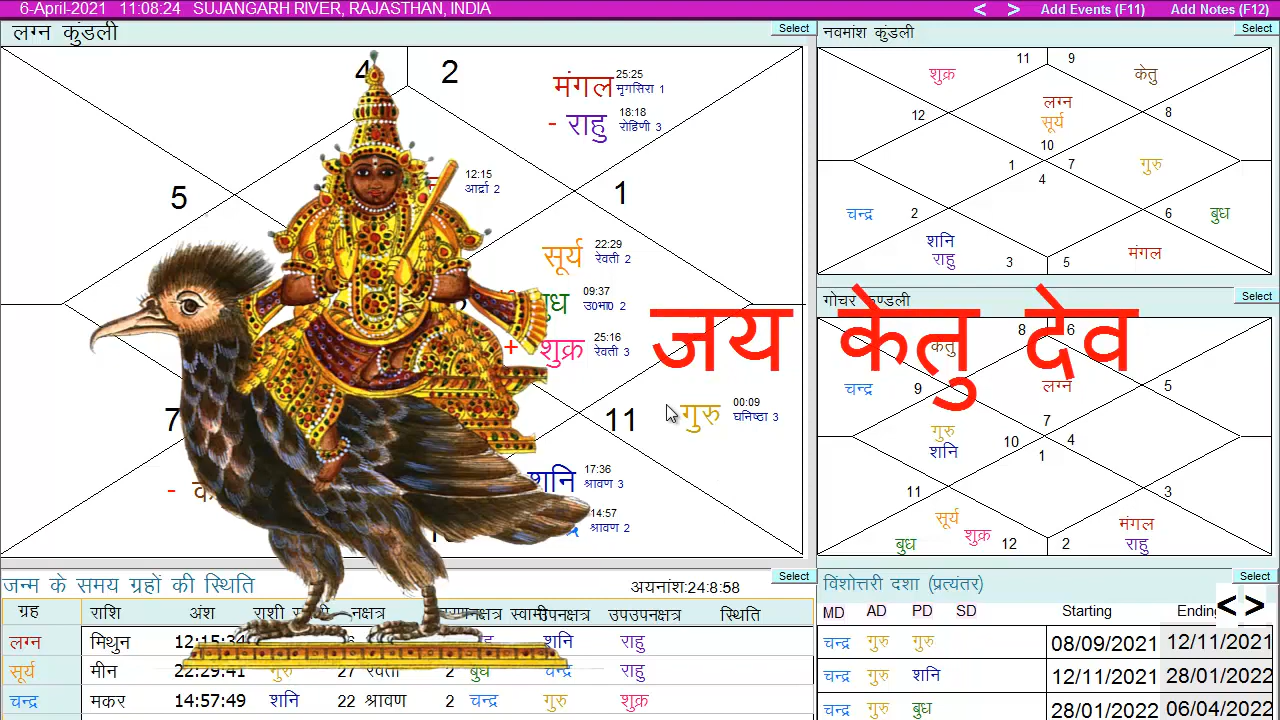 6-April-2021 11:08:24 SUJANGARH RIVER, RAJASTHAN, INDIA < > Add Events (F11) Add Notes (F12)
लग्न कुंडली Select
4 2
मंगल 25:25 मृगसिरा 1
- राहु 18:18 रोहिणी 3
12:15 आर्द्रा 2
5 1
सूर्य 22:29 रेवती 2
बुध 09:37 उ0भा0 2
+ शुक्र 25:16 रेवती 3
7 11 गुरु 00:09 घनिष्ठा 3
शनि 17:36 श्रावण 3
- 14:57 श्रावण 2
जय केतु देव
नवमांश कुंडली Select
11 9
शुक्र केतु
लग्न
सूर्य
12 8
10
1 7 गुरु
4
चन्द्र 2 6 बुध
शनि मंगल
राहु 3 5
गोचर कुण्डली Select
8 6
केतु
चन्द्र 9 लग्न 5
7
गुरु 10 4
शनि 1
11 3
सूर्य शुक्र मंगल
बुध 12 2 राहु
जन्म के समय ग्रहों की स्थिति अयनांश:24:8:58 Select
ग्रह राशि अंश राशी नक्षत्र स्वामी उपनक्षत्र उपउपनक्षत्र स्थिति
लग्न मिथुन 12:15:34 शनि राहु
सूर्य मीन 22:29:41 गुरु 27 रेवती 2 बुध चन्द्र राहु
चन्द्र मकर 14:57:49 शनि 22 श्रावण 2 चन्द्र गुरु शुक्र
विंशोत्तरी दशा (प्रत्यंतर) Select
< >
MD AD PD SD Starting Ending
चन्द्र गुरु गुरु 08/09/2021 12/11/2021
चन्द्र गुरु शनि 12/11/2021 28/01/2022
चन्द्र गुरु बुध 28/01/2022 06/04/2022